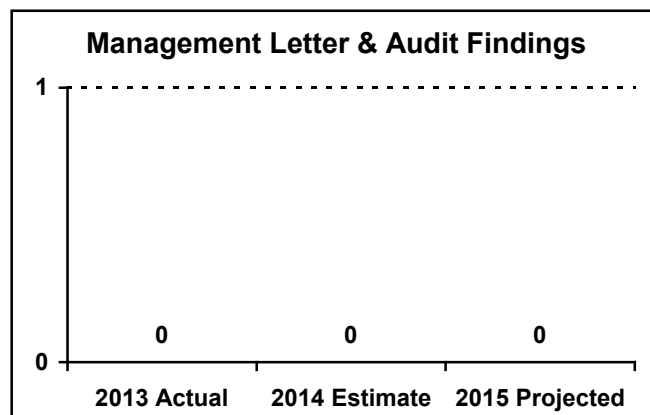 Management Letter & Audit Findings
1
0 0 0
0
2013 Actual 2014 Estimate 2015 Projected